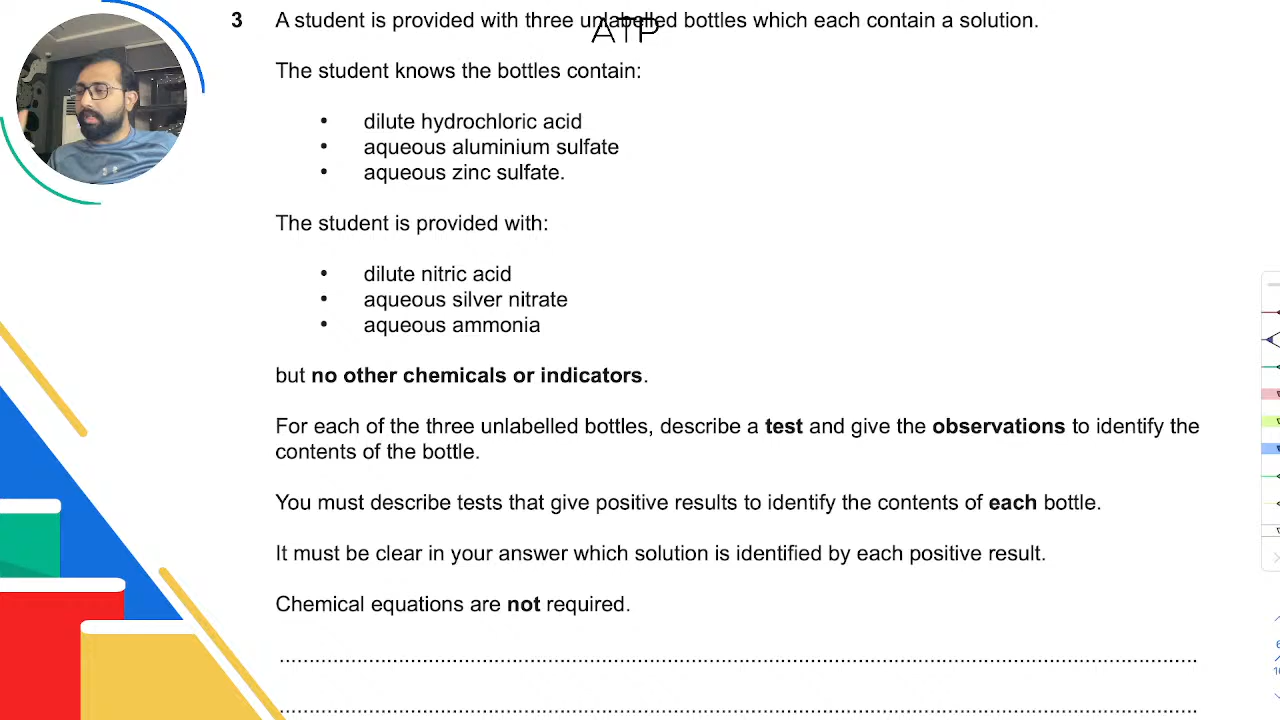 3 A student is provided with three unlabelled bottles which each contain a solution.
ATP
The student knows the bottles contain:
• dilute hydrochloric acid
• aqueous aluminium sulfate
• aqueous zinc sulfate.
The student is provided with:
• dilute nitric acid
• aqueous silver nitrate
• aqueous ammonia
but no other chemicals or indicators.
For each of the three unlabelled bottles, describe a test and give the observations to identify the
contents of the bottle.
You must describe tests that give positive results to identify the contents of each bottle.
It must be clear in your answer which solution is identified by each positive result.
Chemical equations are not required.